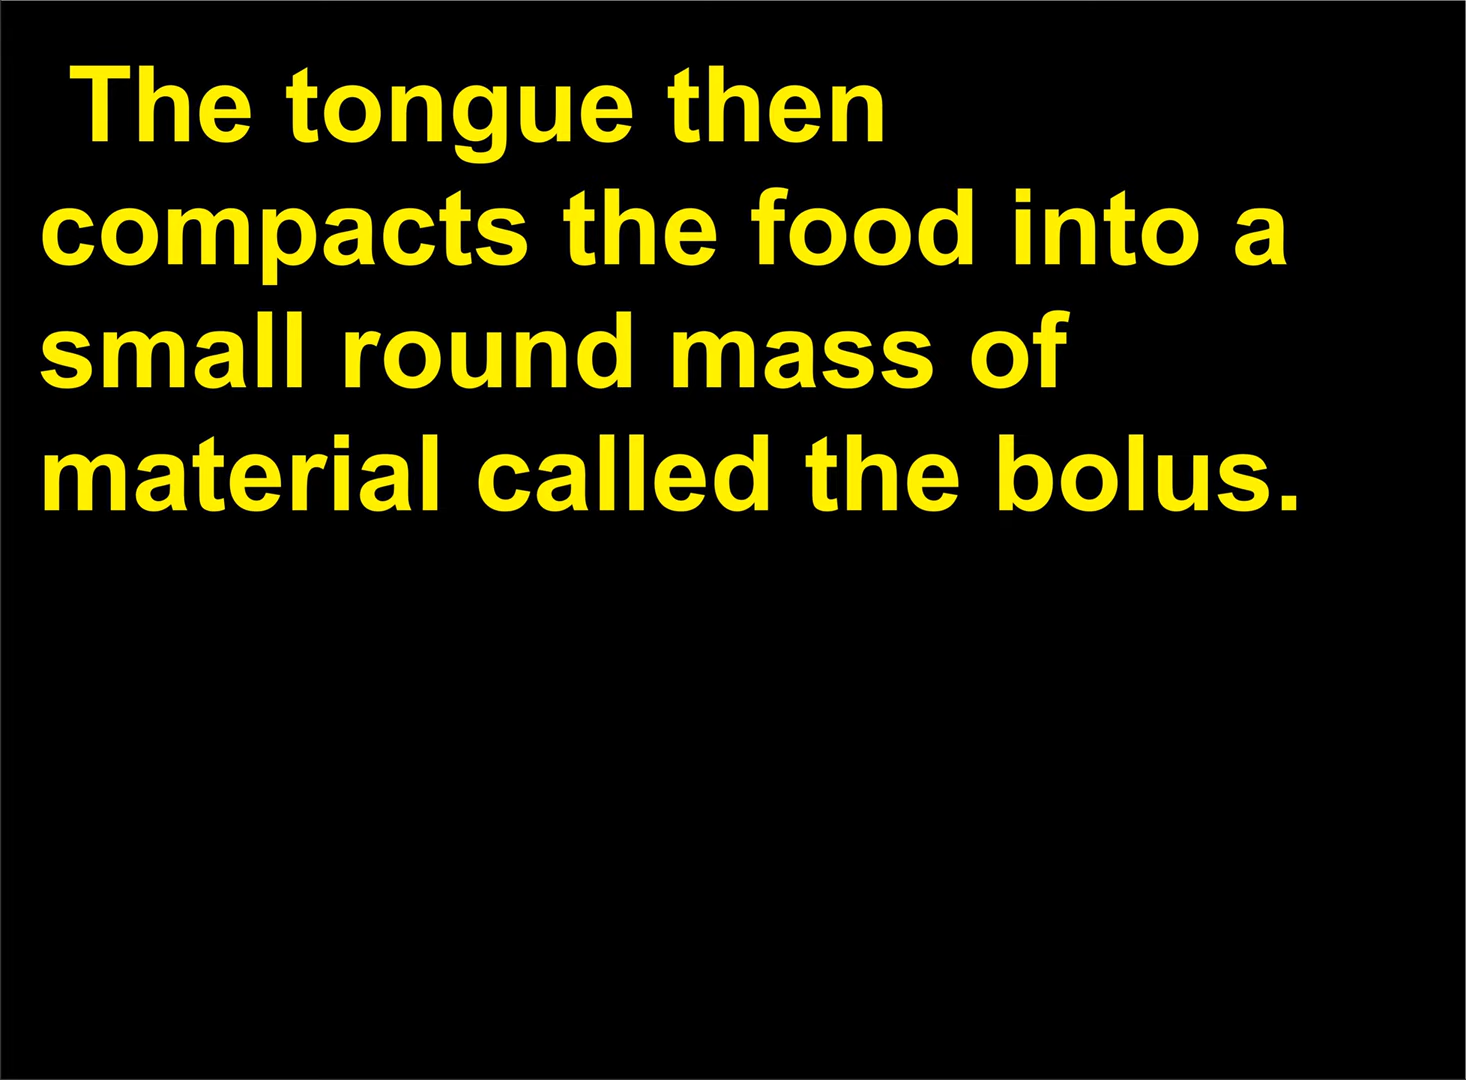 The tongue then
compacts the food into a
small round mass of
material called the bolus.